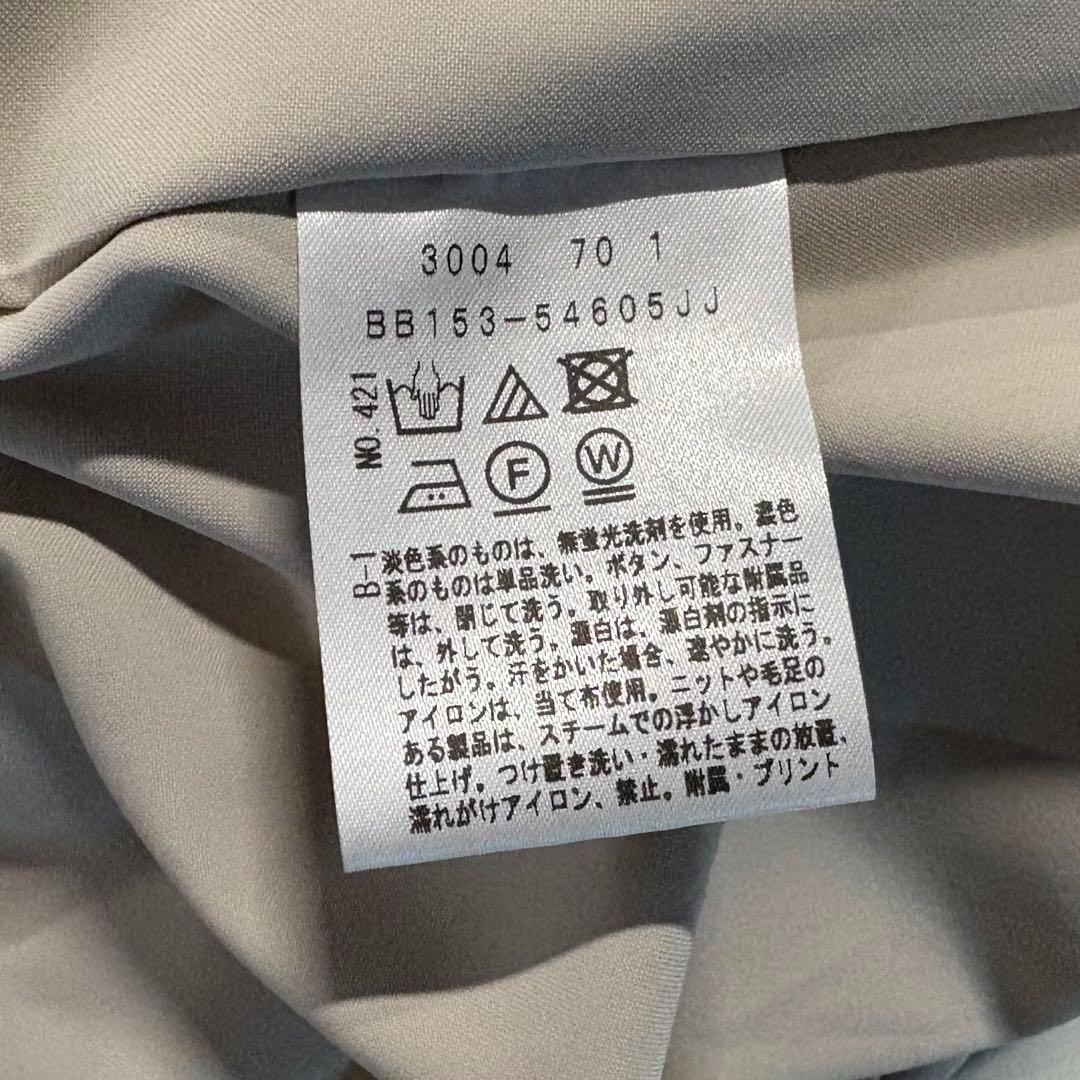 3004 70 1
BB153-54605JJ
NO.421
F W
B-1
淡色系のものは、無蛍光洗剤を使用。濃色
系のものは単品洗い。ボタン、ファスナー
等は、閉じて洗う。取り外し可能な附属品
は、外して洗う。漂白は、漂白剤の指示に
したがう。汗をかいた場合、速やかに洗う。
アイロンは、当て布使用。ニットや毛足の
ある製品は、スチームでの浮かしアイロン
仕上げ。つけ置き洗い・濡れたままの放置、
濡れがけアイロン、禁止。附属・プリント